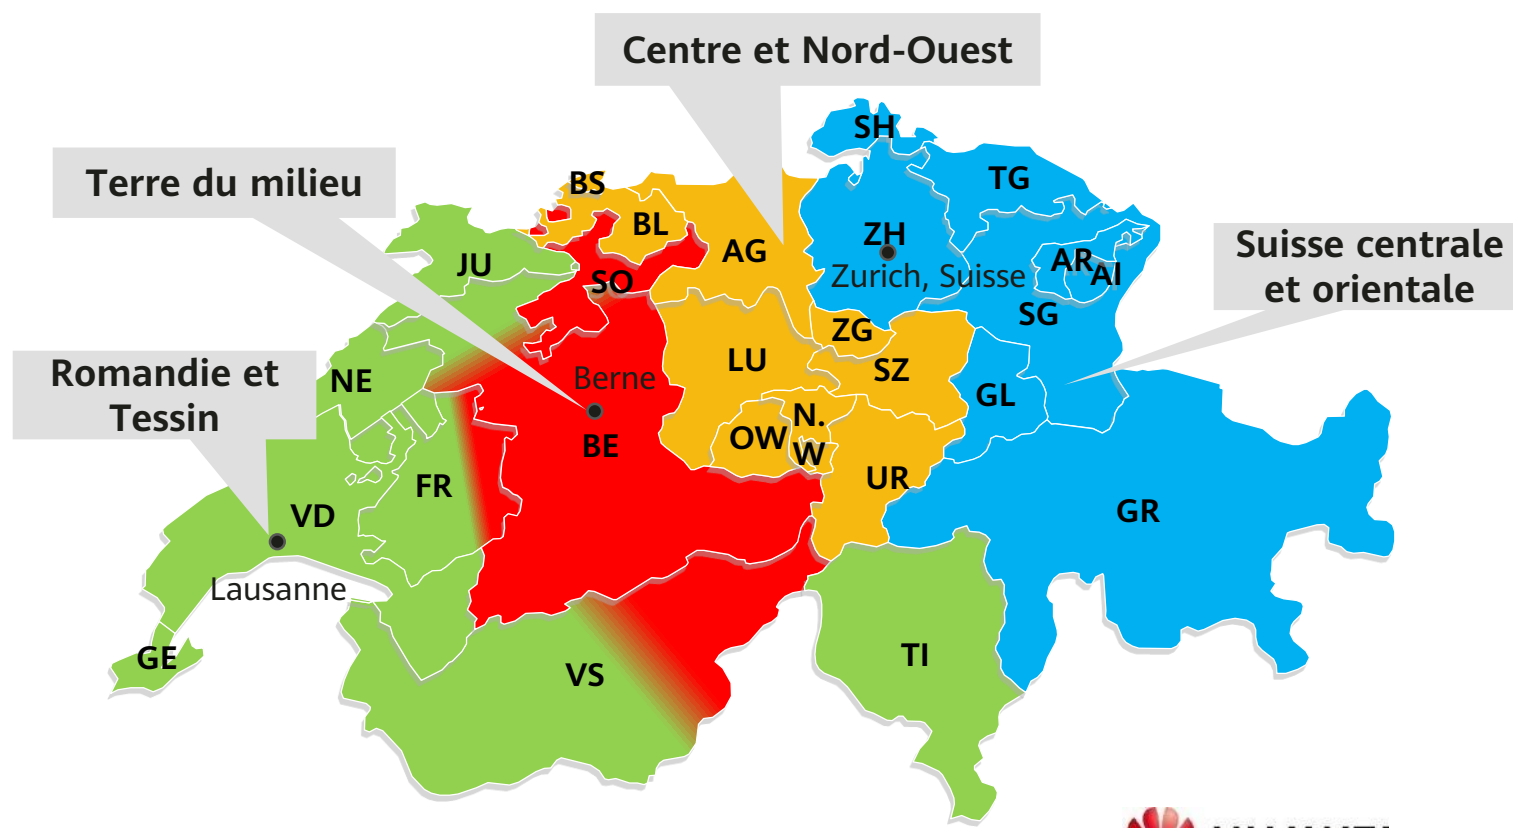 Centre et Nord-Ouest
SH
Terre du milieu
BS
TG
BL
ZH
AG
JU
AR
AI
Suisse centrale
et orientale
SO
Zurich, Suisse
SG
ZG
LU
SZ
Romandie et
Tessin
NE
Berne
GL
N.
W
OW
BE
UR
FR
GR
VD
Lausanne
GE
VS
TI